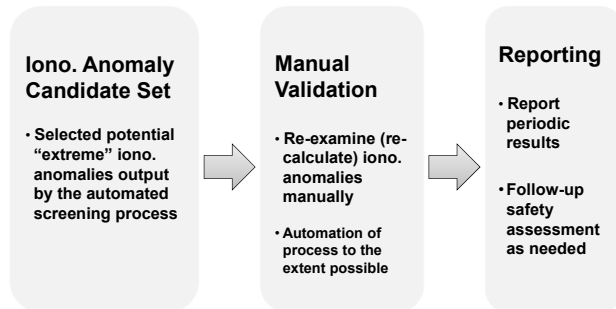 Iono. Anomaly
Candidate Set
• Selected potential
“extreme” iono.
anomalies output
by the automated
screening process
Manual
Validation
• Re-examine (re-
calculate) iono.
anomalies
manually
• Automation of
process to the
extent possible
Reporting
• Report
periodic
results
• Follow-up
safety
assessment
as needed